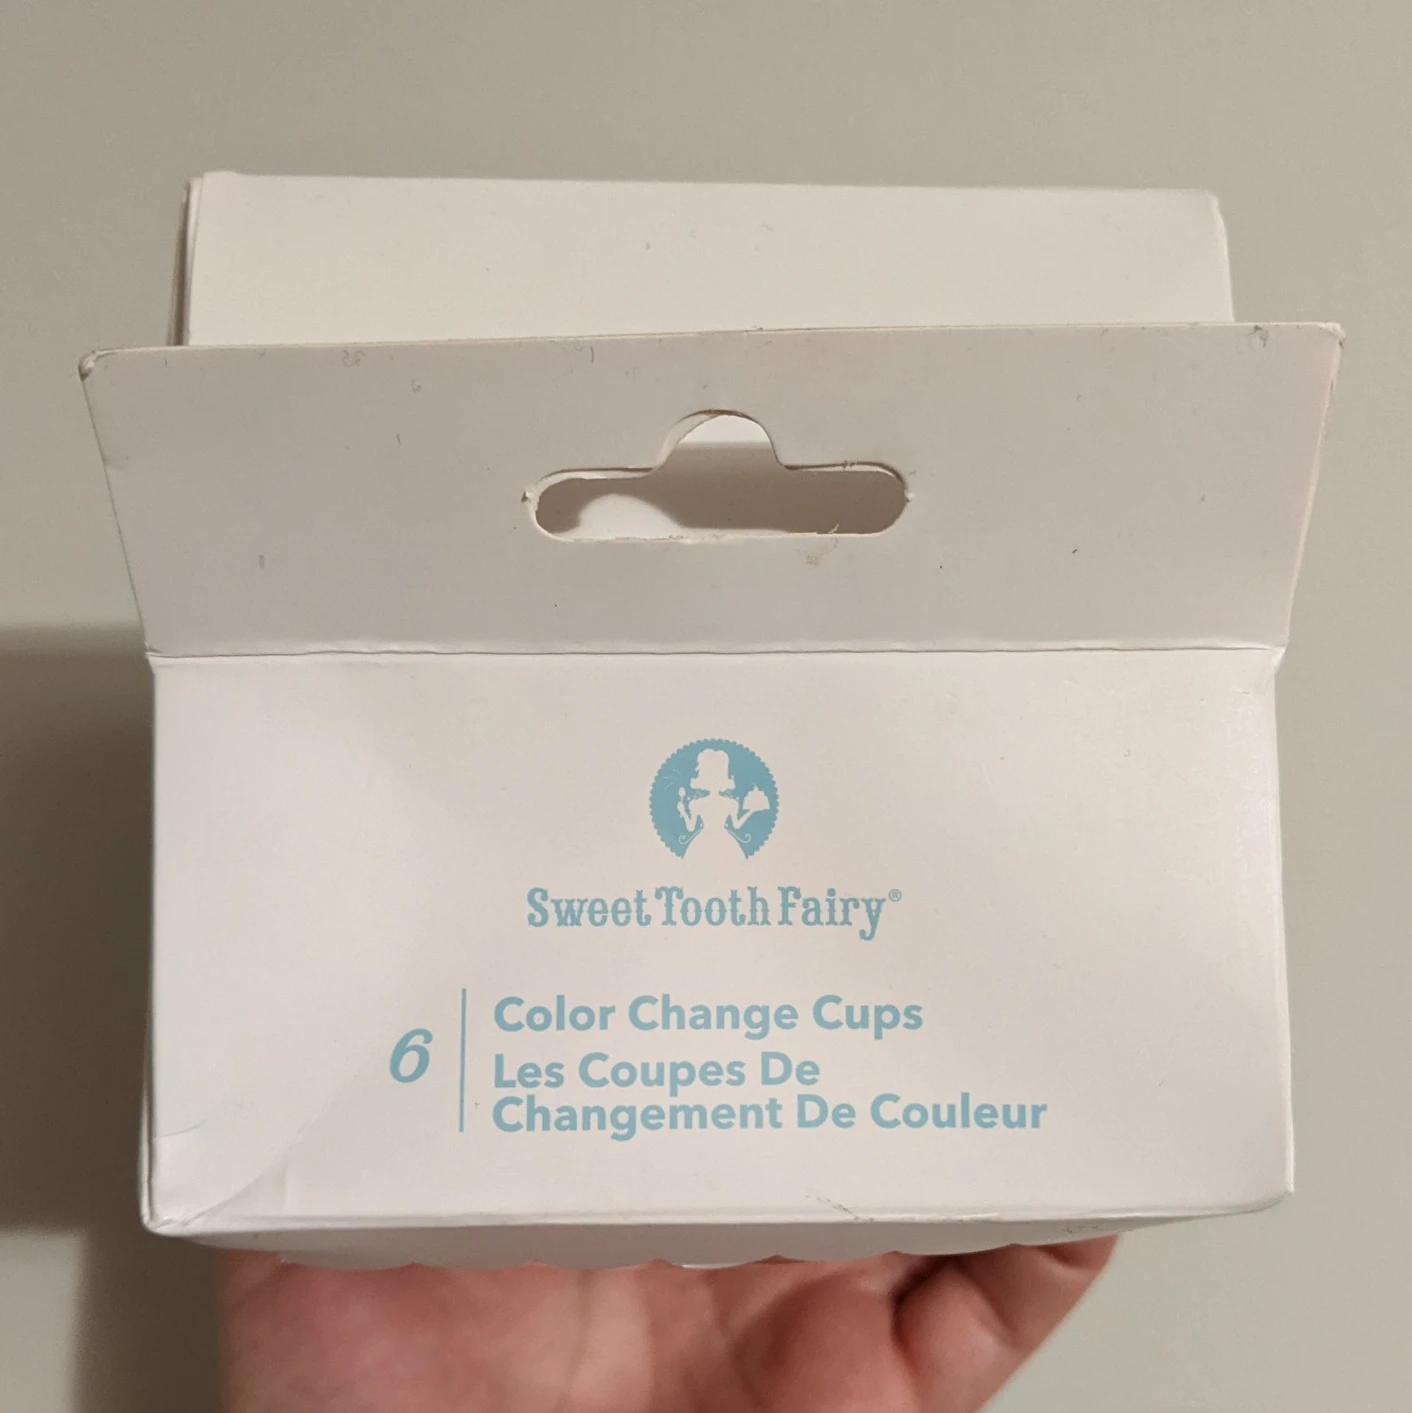 Sweet Tooth Fairy®
6
Color Change Cups
Les Coupes De
Changement De Couleur